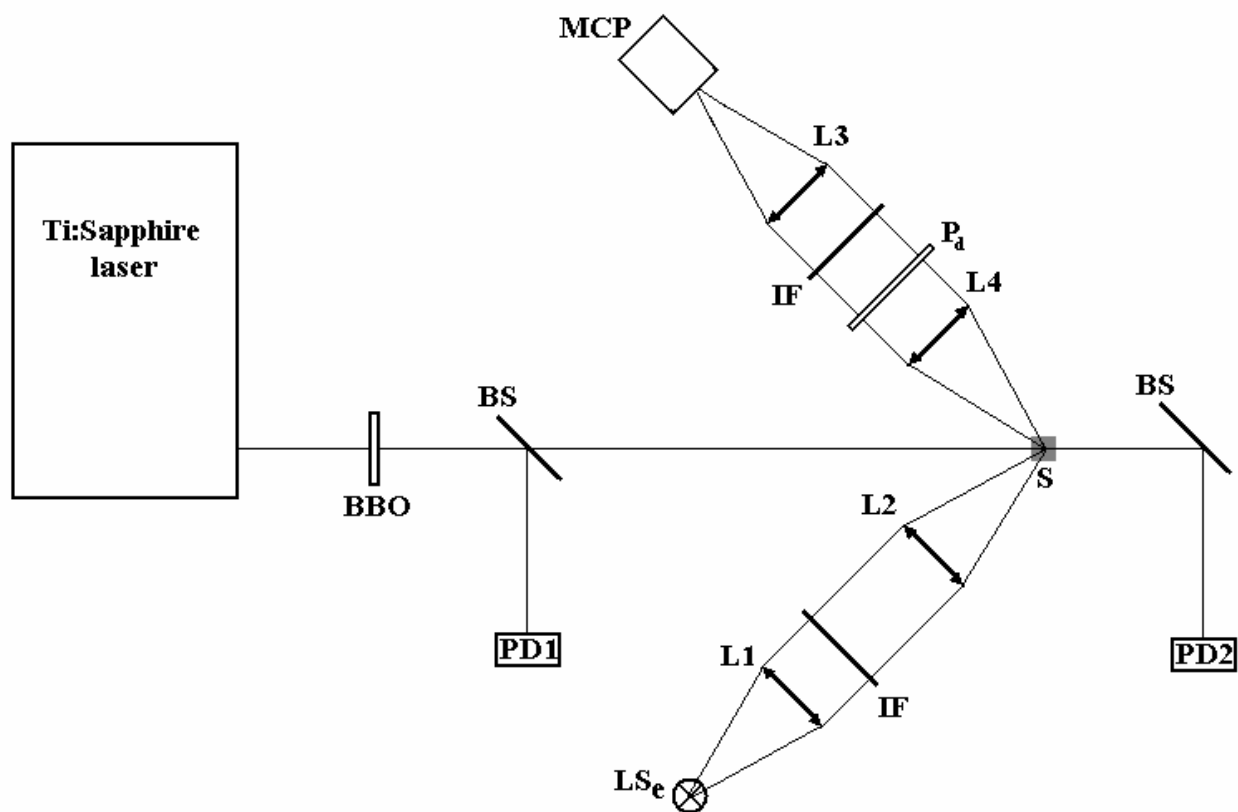 MCP
L3
Ti:Sapphire
laser
Pd
IF
L4
BS
BS
BBO
S
L2
PD1
L1
PD2
IF
LSe